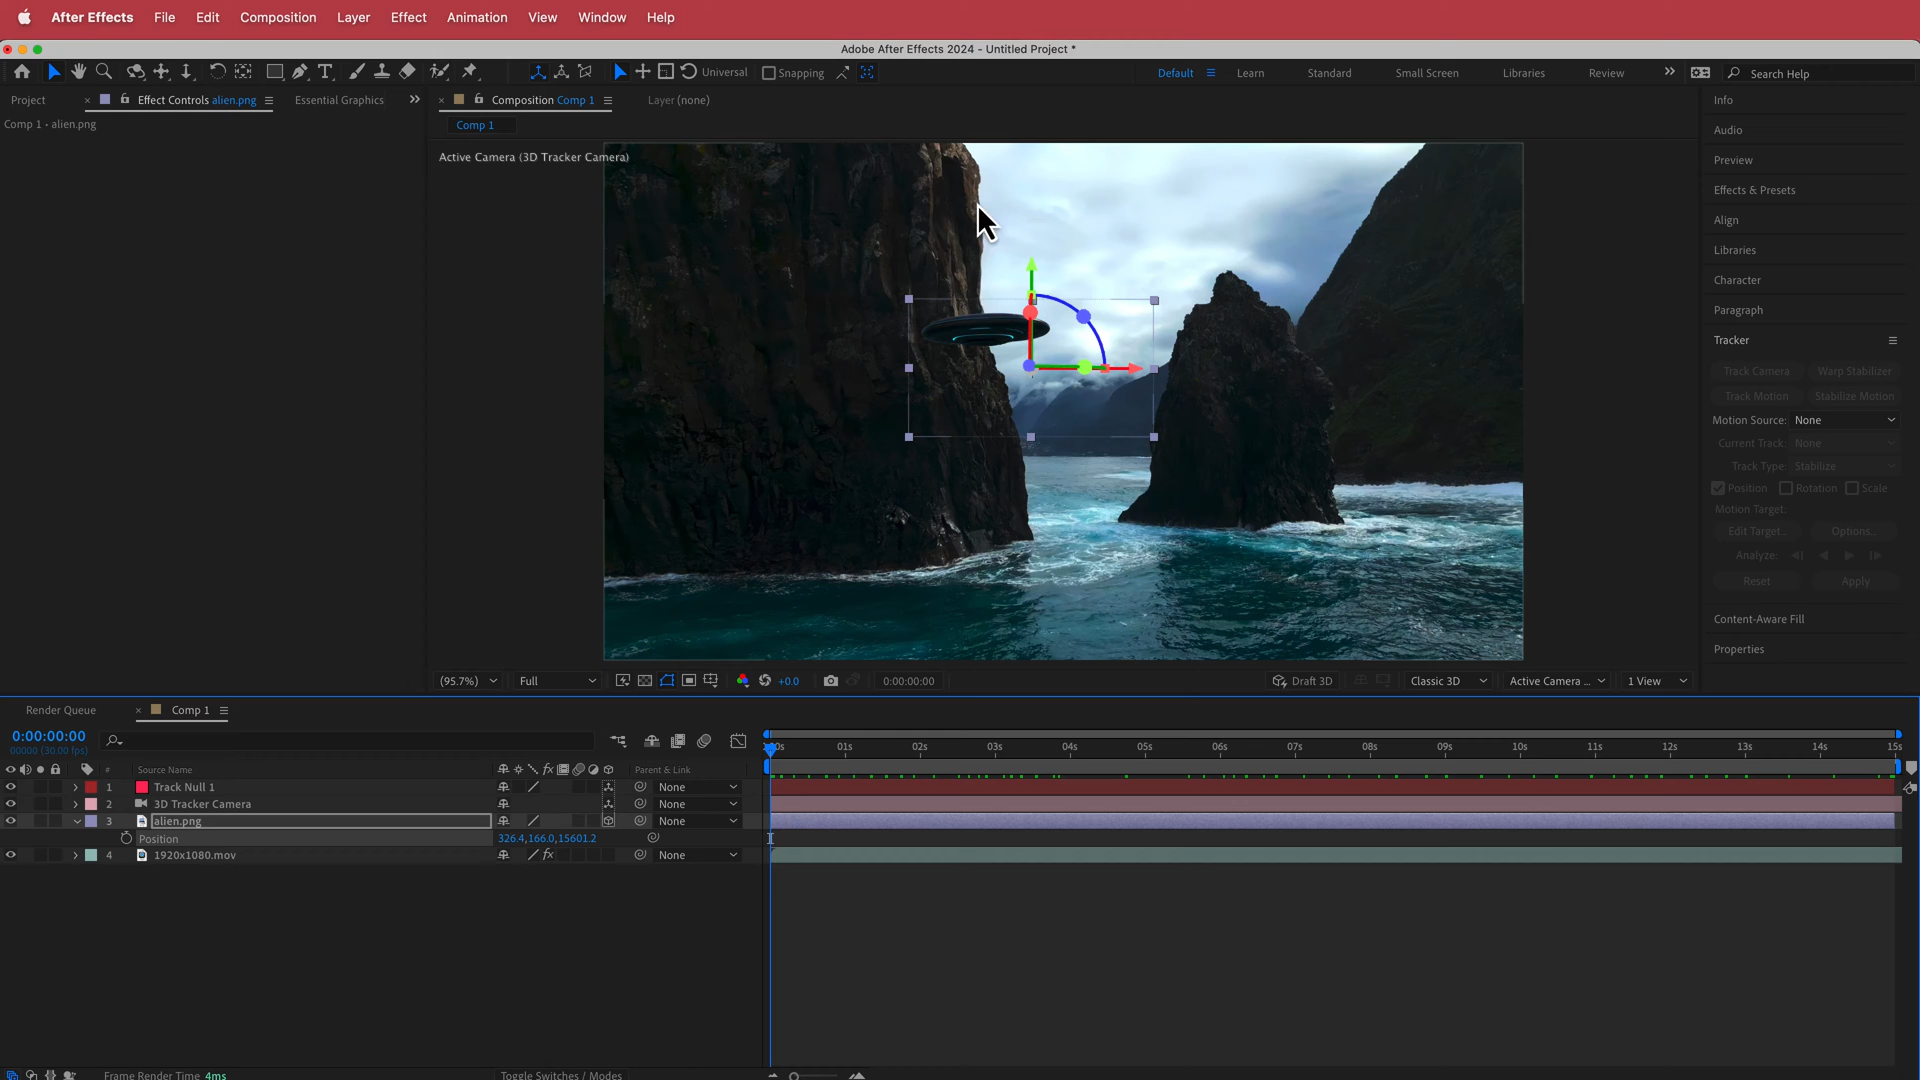 After Effects File Edit Composition Layer Effect Animation View Window Help
Adobe After Effects 2024 - Untitled Project *
Universal Snapping Default Learn Standard Small Screen Libraries Review Search Help
Project Effect Controls alien.png Essential Graphics Composition Comp 1 Layer (none) Info
Comp 1 • alien.png Comp 1
Audio
Active Camera (3D Tracker Camera)
Preview
Effects & Presets
Align
Libraries
Character
Paragraph
Tracker
Track Camera Warp Stabilizer
Track Motion Stabilize Motion
Motion Source: None
Current Track: None
Track Type: Stabilize
Position Rotation Scale
Motion Target:
Edit Target... Options...
Analyze:
Reset Apply
Content-Aware Fill
Properties
(95.7%) Full +0.0 0:00:00:00 Draft 3D Classic 3D Active Camera ... 1 View
Render Queue Comp 1
0:00:00:00
00000 (30.00 fps)
:00s 01s 02s 03s 04s 05s 06s 07s 08s 09s 10s 11s 12s 13s 14s 15s
# Source Name fx Parent & Link
1 Track Null 1 None
2 3D Tracker Camera None
3 alien.png None
Position 326.4,166.0,15601.2
4 1920x1080.mov fx None
Frame Render Time 4ms Toggle Switches / Modes